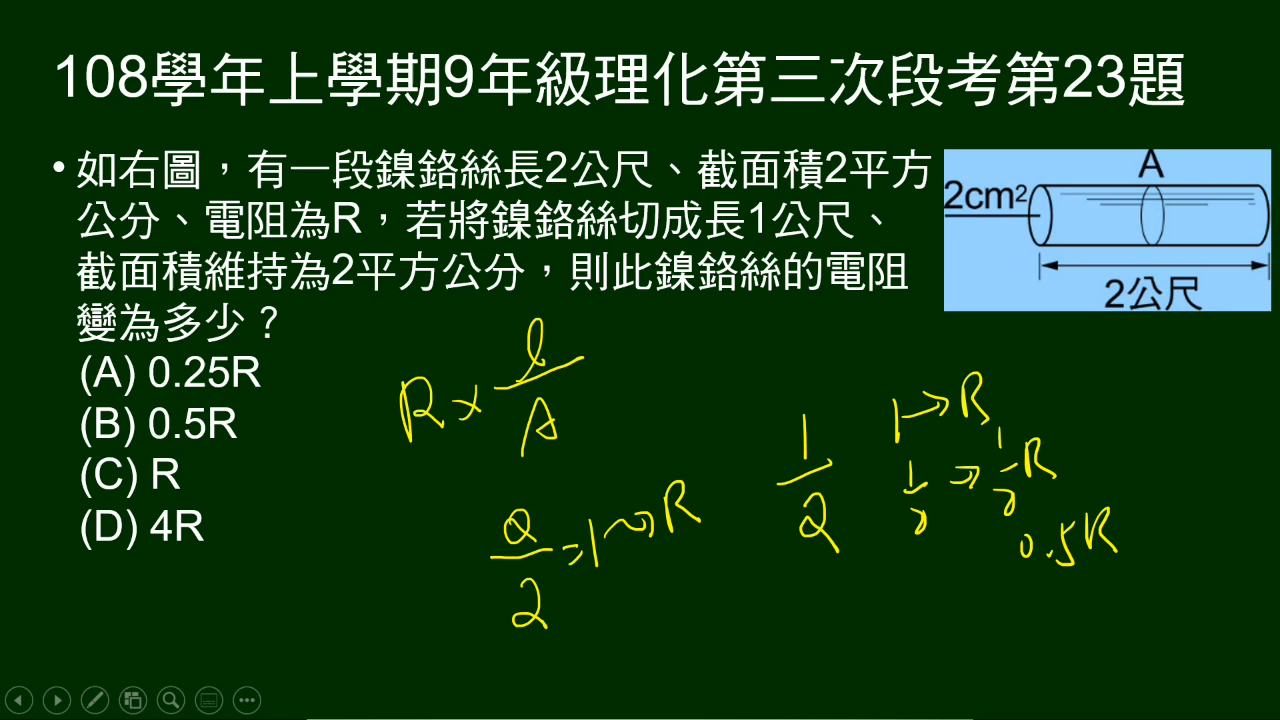 108學年上學期9年級理化第三次段考第23題
• 如右圖，有一段鎳鉻絲長2公尺、截面積2平方
公分、電阻為R，若將鎳鉻絲切成長1公尺、
截面積維持為2平方公分，則此鎳鉻絲的電阻
變為多少？
(A) 0.25R
(B) 0.5R
(C) R
(D) 4R
A
2cm²
2公尺
R × l/A
2/2 = 1 → R
1/2
1 → R
1/2 → 1/2 R
0.5R